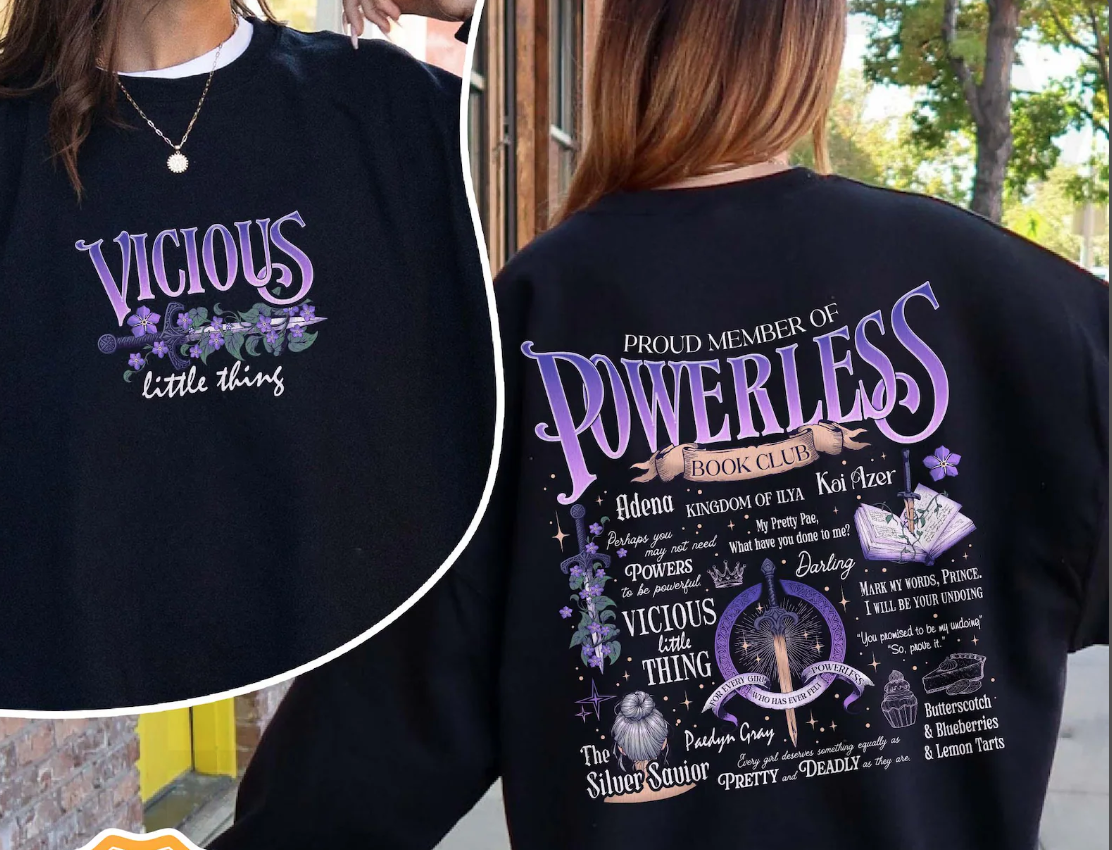 VICIOUS
little thing
PROUD MEMBER OF
POWERLESS
BOOK CLUB
Adena
KINGDOM OF ILYA
Kai Azer
Perhaps you
may not need
POWERS
to be powerful
My Pretty Pae,
What have you done to me?
Darling
MARK MY WORDS, PRINCE.
I WILL BE YOUR UNDOING
VICIOUS
little
THING
"You promised to be my undoing"
"So, prove it."
FOR EVERY GIRL
WHO HAS EVER FELT
POWERLESS
Butterscotch
& Blueberries
& Lemon Tarts
Paedyn Gray
The
Silver Savior
Every girl deserves something equally as
PRETTY and DEADLY as they are.